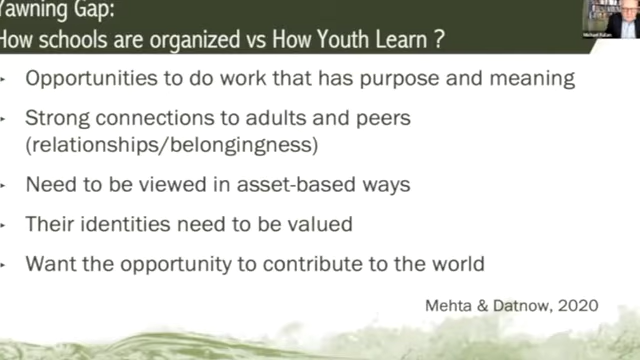 Yawning Gap:
How schools are organized vs How Youth Learn ?
Opportunities to do work that has purpose and meaning
Strong connections to adults and peers
(relationships/belongingness)
Need to be viewed in asset-based ways
Their identities need to be valued
Want the opportunity to contribute to the world
Mehta & Datnow, 2020